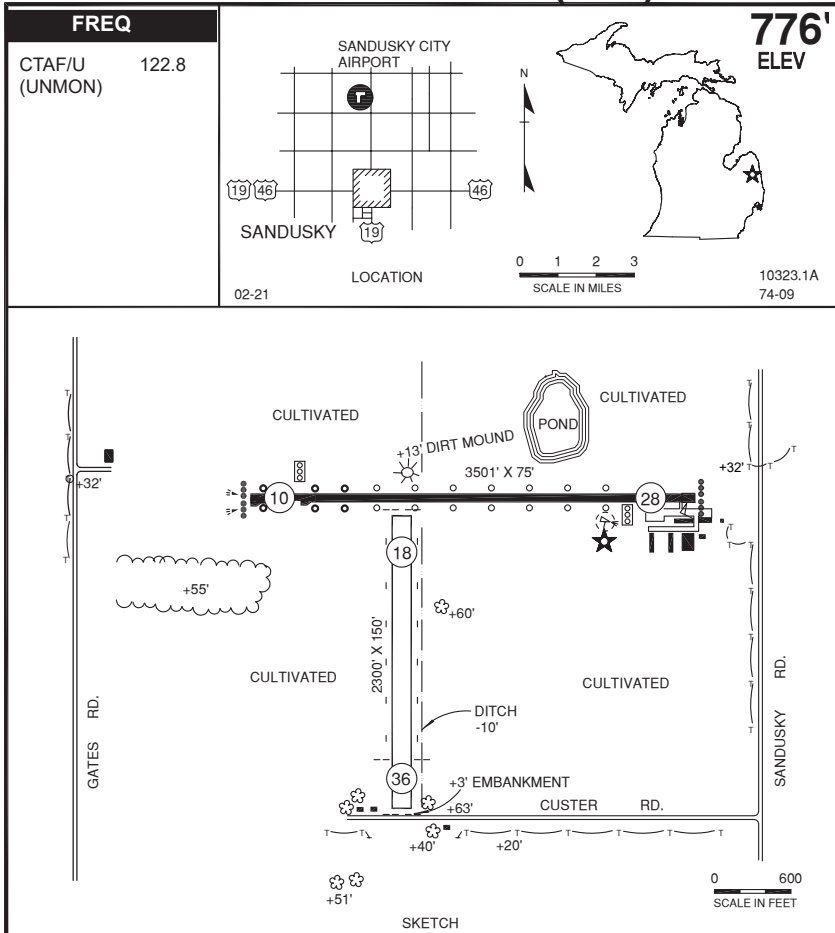 FREQ
CTAF/U 122.8
(UNMON)
SANDUSKY CITY
AIRPORT
19 46
46
SANDUSKY
19
LOCATION
02-21
N
0 1 2 3
SCALE IN MILES
776'
ELEV
10323.1A
74-09
CULTIVATED
+13' DIRT MOUND
POND
CULTIVATED
3501' X 75'
+32'
+32'
10
28
18
+55'
+60'
2300' X 150'
CULTIVATED
CULTIVATED
DITCH
-10'
GATES RD.
SANDUSKY RD.
36
+3' EMBANKMENT
+63'
CUSTER RD.
+40'
+20'
+51'
0 600
SCALE IN FEET
SKETCH
T T T T T T T T T T T T T T T T T T T T